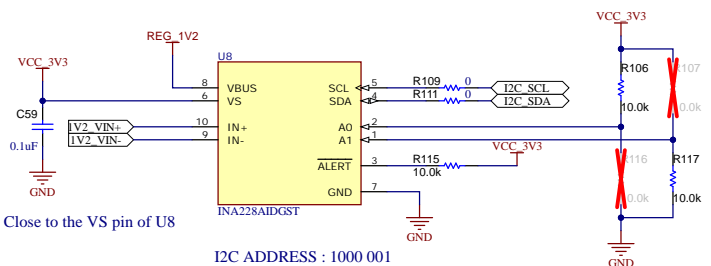 VCC_3V3
REG_1V2
U8
VCC_3V3
R106
R107
8 VBUS SCL 5 R109 0 I2C_SCL
6 VS SDA 4 R111 0 I2C_SDA
C59
10.0k
10.0k
1V2_VIN+ 10 IN+ A0 2
1V2_VIN- 9 IN- A1 1
0.1uF
VCC_3V3
ALERT 3 R115
10.0k
R116
R117
GND
GND 7
10.0k
10.0k
INA228AIDGST
Close to the VS pin of U8
GND
GND
I2C ADDRESS : 1000 001